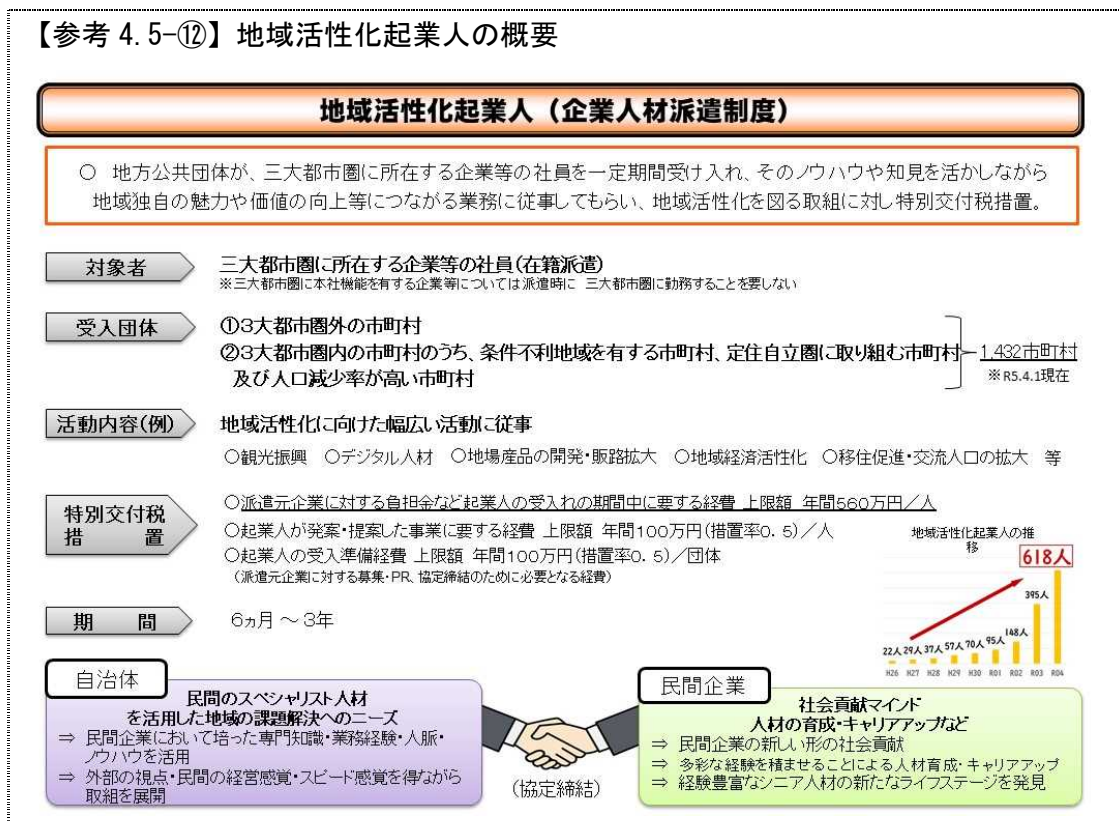 【参考 4.5-⑫】地域活性化起業人の概要
地域活性化起業人（企業人材派遣制度）
○ 地方公共団体が、三大都市圏に所在する企業等の社員を一定期間受け入れ、そのノウハウや知見を活かしながら
地域独自の魅力や価値の向上等につながる業務に従事してもらい、地域活性化を図る取組に対し特別交付税措置。
対象者
三大都市圏に所在する企業等の社員(在籍派遣)
※三大都市圏に本社機能を有する企業等については派遣時に 三大都市圏に勤務することを要しない
受入団体
①3大都市圏外の市町村
②3大都市圏内の市町村のうち、条件不利地域を有する市町村、定住自立圏に取り組む市町村
及び人口減少率が高い市町村
1,432市町村
※R5.4.1現在
活動内容(例)
地域活性化に向けた幅広い活動に従事
○観光振興 ○デジタル人材 ○地場産品の開発・販路拡大 ○地域経済活性化 ○移住促進・交流人口の拡大 等
特別交付税
措 置
○派遣元企業に対する負担金など起業人の受入れの期間中に要する経費 上限額 年間560万円／人
○起業人が発案・提案した事業に要する経費 上限額 年間100万円(措置率0．5)／人
○起業人の受入準備経費 上限額 年間100万円(措置率0．5)／団体
（派遣元企業に対する募集・PR、協定締結のために必要となる経費）
地域活性化起業人の推
移
618人
395人
148人
22人 29人 37人 57人 70人 95人
H26 H27 H28 H29 H30 R01 R02 R03 R04
期 間
6ヵ月 ～ 3年
自治体
民間のスペシャリスト人材
を活用した地域の課題解決へのニーズ
⇒ 民間企業において培った専門知識・業務経験・人脈・
ノウハウを活用
⇒ 外部の視点・民間の経営感覚・スピード感覚を得ながら
取組を展開
（協定締結）
民間企業
社会貢献マインド
人材の育成・キャリアアップなど
⇒ 民間企業の新しい形の社会貢献
⇒ 多彩な経験を積ませることによる人材育成・キャリアアップ
⇒ 経験豊富なシニア人材の新たなライフステージを発見